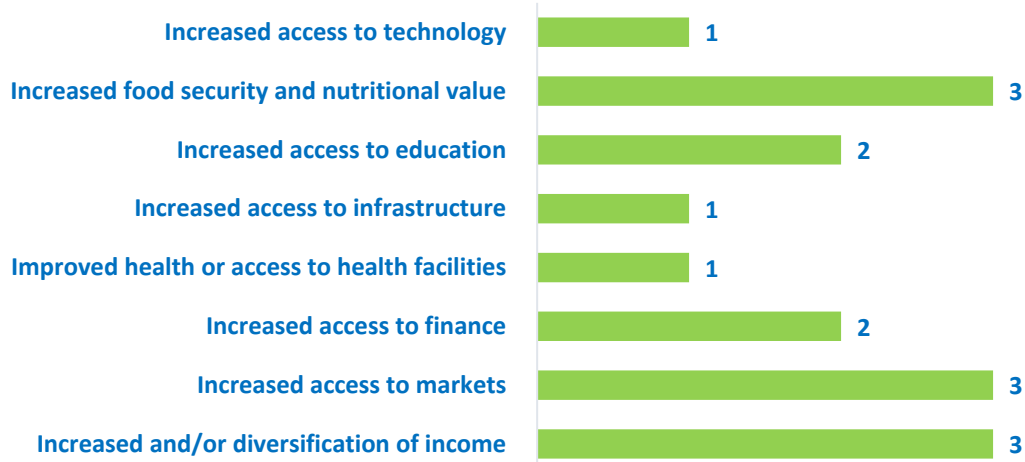 Increased access to technology 1
Increased food security and nutritional value 3
Increased access to education 2
Increased access to infrastructure 1
Improved health or access to health facilities 1
Increased access to finance 2
Increased access to markets 3
Increased and/or diversification of income 3